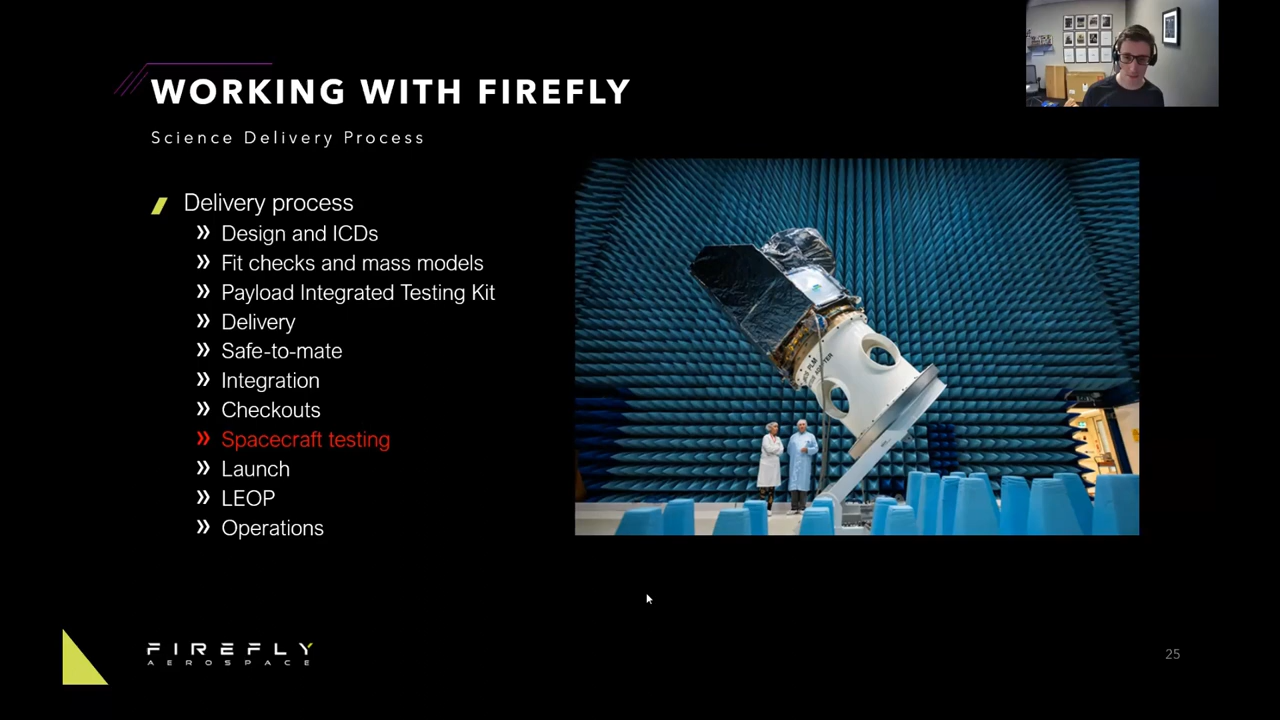 WORKING WITH FIREFLY
Science Delivery Process
Delivery process
Design and ICDs
Fit checks and mass models
Payload Integrated Testing Kit
Delivery
Safe-to-mate
Integration
Checkouts
Spacecraft testing
Launch
LEOP
Operations
FIREFLY
AEROSPACE
25